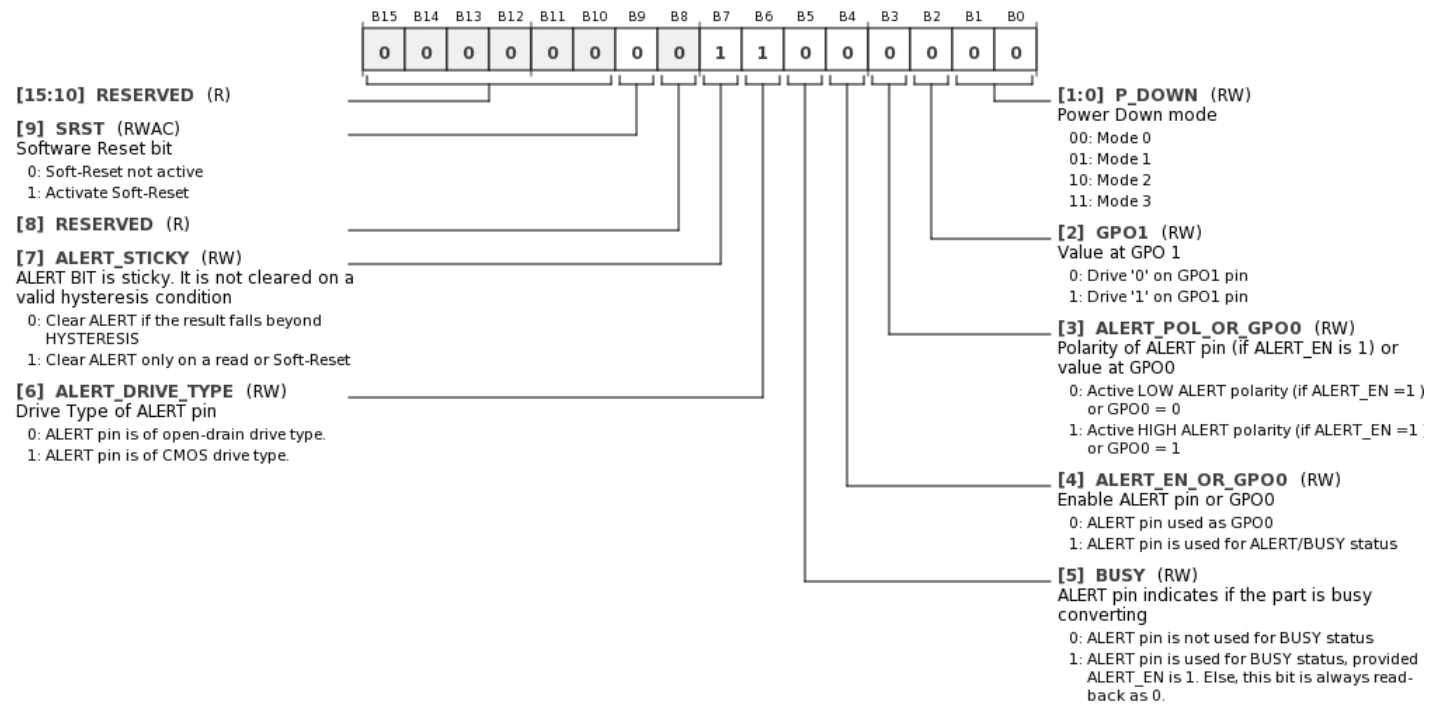 B15 B14 B13 B12 B11 B10 B9 B8 B7 B6 B5 B4 B3 B2 B1 B0
0 0 0 0 0 0 0 0 1 1 0 0 0 0 0 0
[15:10] RESERVED (R)
[9] SRST (RWAC)
Software Reset bit
0: Soft-Reset not active
1: Activate Soft-Reset
[8] RESERVED (R)
[7] ALERT_STICKY (RW)
ALERT BIT is sticky. It is not cleared on a
valid hysteresis condition
0: Clear ALERT if the result falls beyond
HYSTERESIS
1: Clear ALERT only on a read or Soft-Reset
[6] ALERT_DRIVE_TYPE (RW)
Drive Type of ALERT pin
0: ALERT pin is of open-drain drive type.
1: ALERT pin is of CMOS drive type.
[1:0] P_DOWN (RW)
Power Down mode
00: Mode 0
01: Mode 1
10: Mode 2
11: Mode 3
[2] GPO1 (RW)
Value at GPO 1
0: Drive '0' on GPO1 pin
1: Drive '1' on GPO1 pin
[3] ALERT_POL_OR_GPO0 (RW)
Polarity of ALERT pin (if ALERT_EN is 1) or
value at GPO0
0: Active LOW ALERT polarity (if ALERT_EN =1 )
or GPO0 = 0
1: Active HIGH ALERT polarity (if ALERT_EN =1
or GPO0 = 1
[4] ALERT_EN_OR_GPO0 (RW)
Enable ALERT pin or GPO0
0: ALERT pin used as GPO0
1: ALERT pin is used for ALERT/BUSY status
[5] BUSY (RW)
ALERT pin indicates if the part is busy
converting
0: ALERT pin is not used for BUSY status
1: ALERT pin is used for BUSY status, provided
ALERT_EN is 1. Else, this bit is always read-
back as 0.